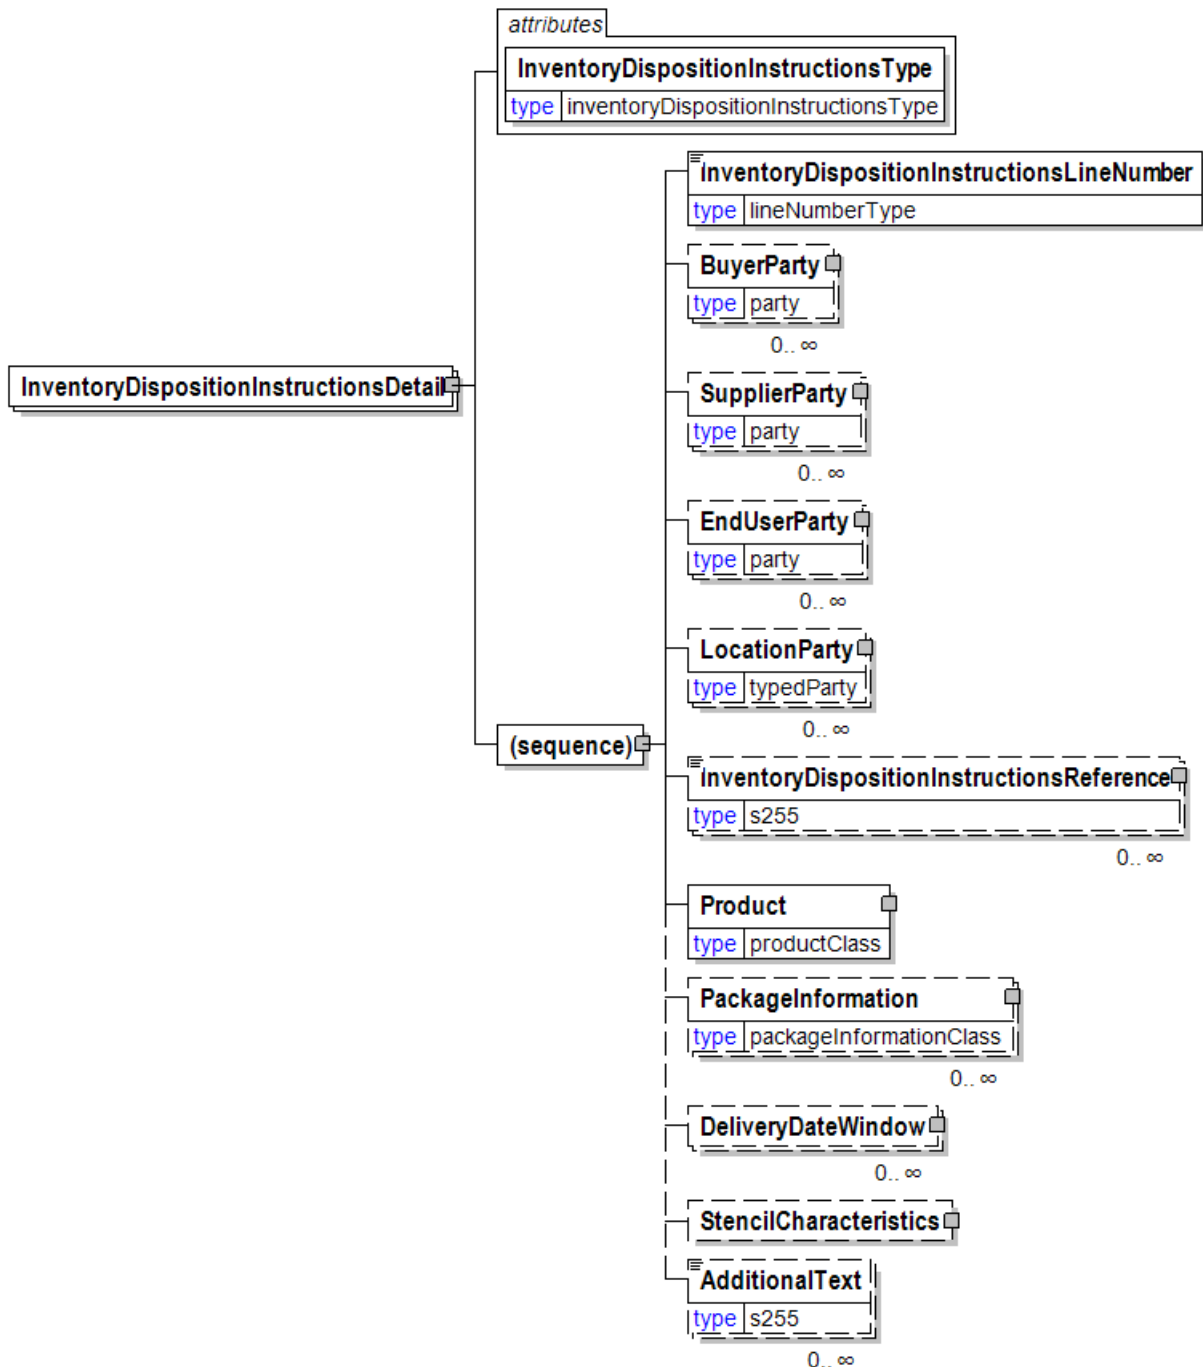 attributes
InventoryDispositionInstructionsType
type inventoryDispositionInstructionsType
InventoryDispositionInstructionsLineNumber
type lineNumberType
BuyerParty
type party
0.. ∞
InventoryDispositionInstructionsDetail
SupplierParty
type party
0.. ∞
EndUserParty
type party
0.. ∞
LocationParty
type typedParty
0.. ∞
(sequence)
InventoryDispositionInstructionsReference
type s255
0.. ∞
Product
type productClass
PackageInformation
type packageInformationClass
0.. ∞
DeliveryDateWindow
0.. ∞
StencilCharacteristics
AdditionalText
type s255
0.. ∞